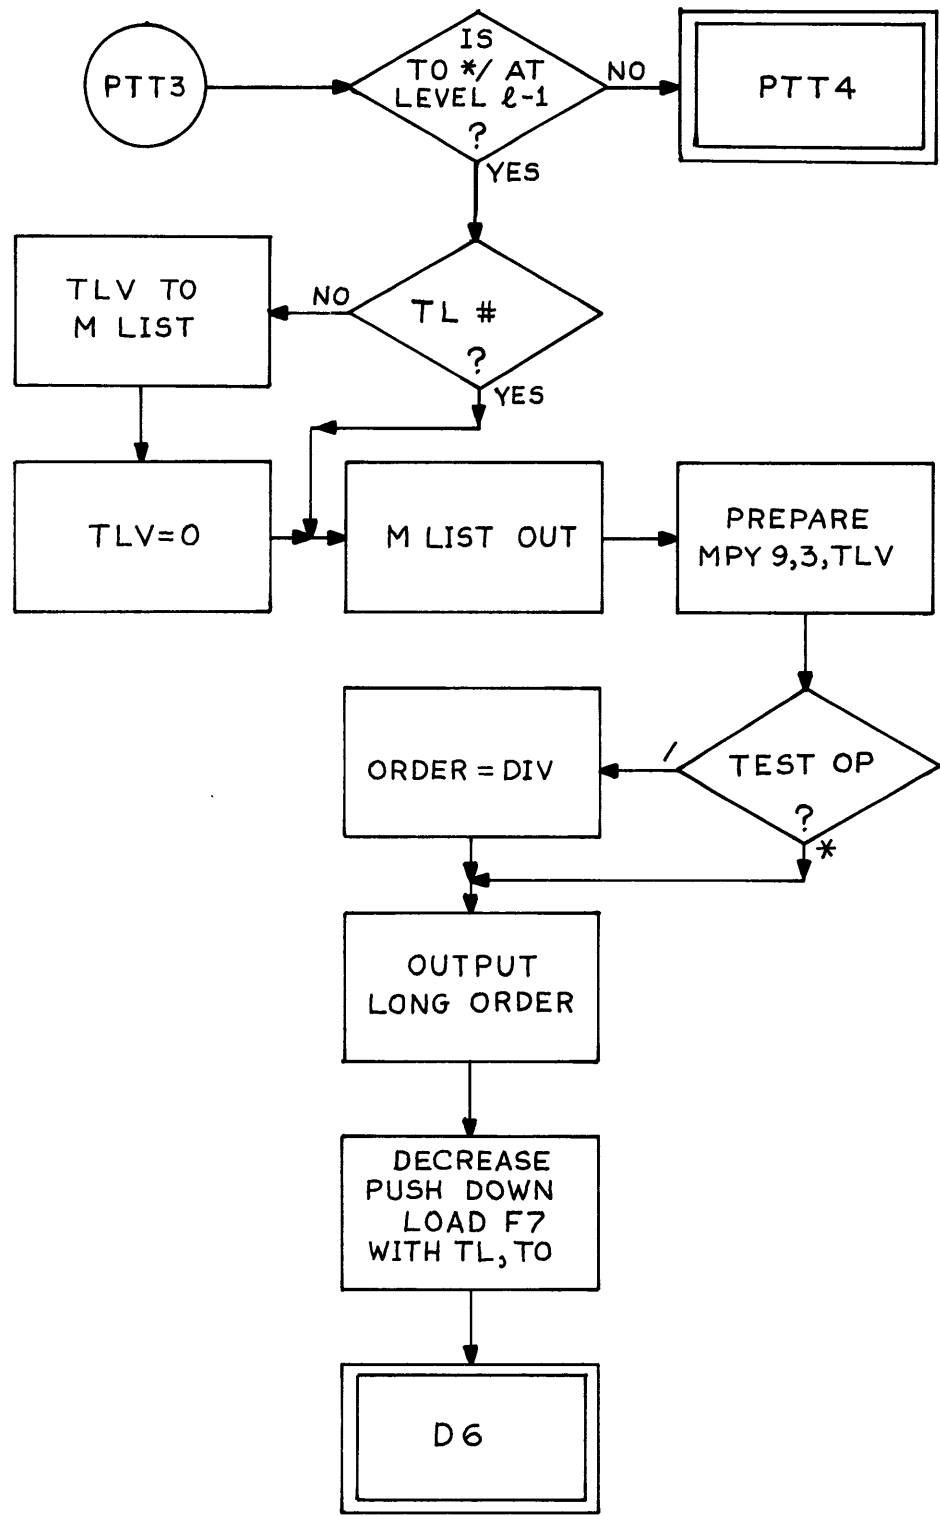 PTT3
IS
TO */ AT
LEVEL ℓ-1
?
NO
PTT4
YES
TLV TO
M LIST
NO
TL #
?
YES
TLV=0
M LIST OUT
PREPARE
MPY 9,3,TLV
ORDER = DIV
/
TEST OP
?
*
OUTPUT
LONG ORDER
DECREASE
PUSH DOWN
LOAD F7
WITH TL, TO
D6